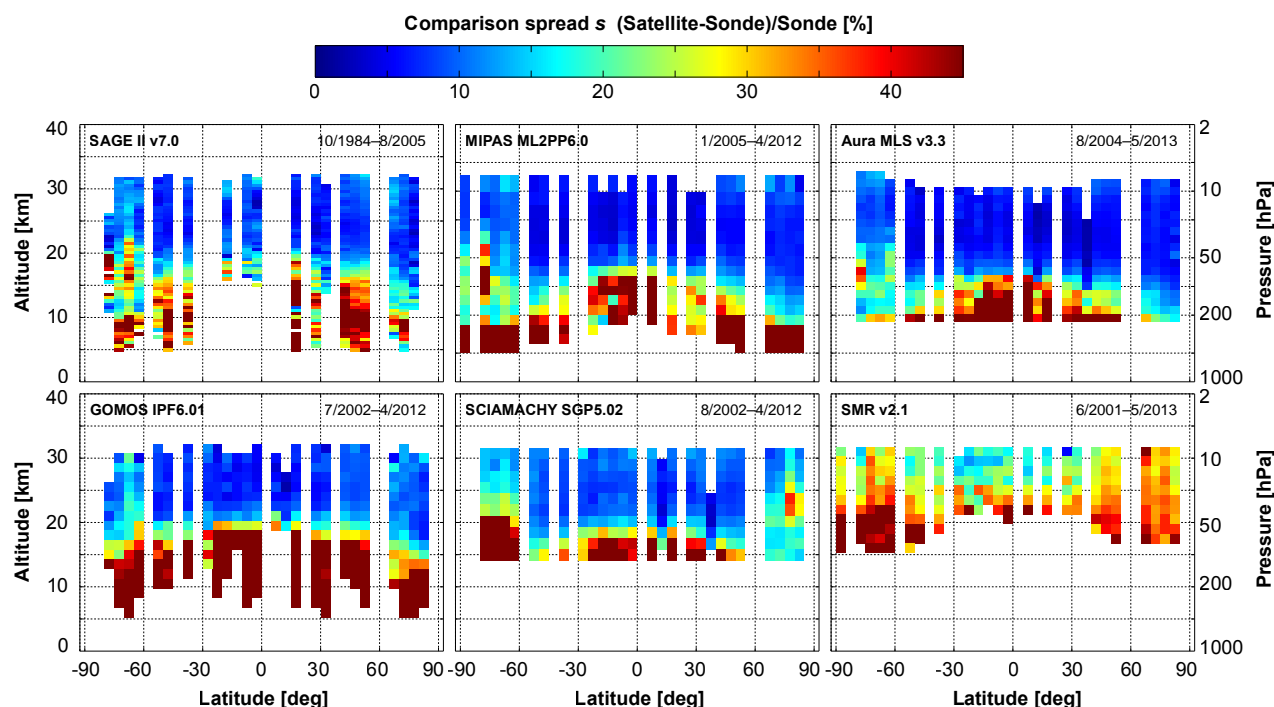 Comparison spread s (Satellite-Sonde)/Sonde [%]
0 10 20 30 40
40 SAGE II v7.0 10/1984–8/2005 MIPAS ML2PP6.0 1/2005–4/2012 Aura MLS v3.3 8/2004–5/2013 2
30 10
20 50
10 200
0 1000
Altitude [km] Pressure [hPa]
40 GOMOS IPF6.01 7/2002–4/2012 SCIAMACHY SGP5.02 8/2002–4/2012 SMR v2.1 6/2001–5/2013 2
30 10
20 50
10 200
0 1000
Altitude [km] Pressure [hPa]
-90 -60 -30 0 30 60 90 -90 -60 -30 0 30 60 90 -90 -60 -30 0 30 60 90
Latitude [deg] Latitude [deg] Latitude [deg]